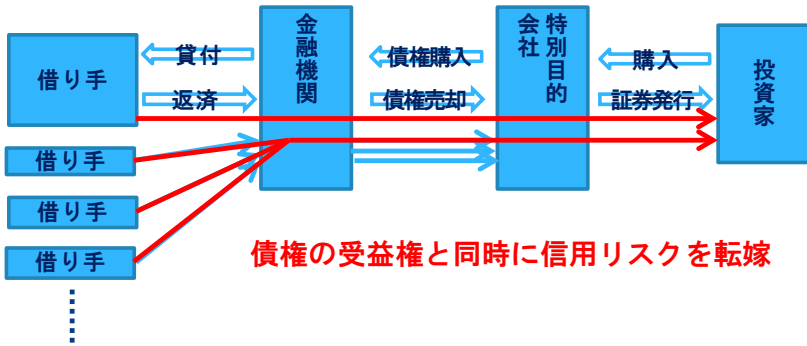 借り手
貸付
返済
金融機関
債権購入
債権売却
特別目的
会社
購入
証券発行
投資家
借り手
借り手
借り手
債権の受益権と同時に信用リスクを転嫁